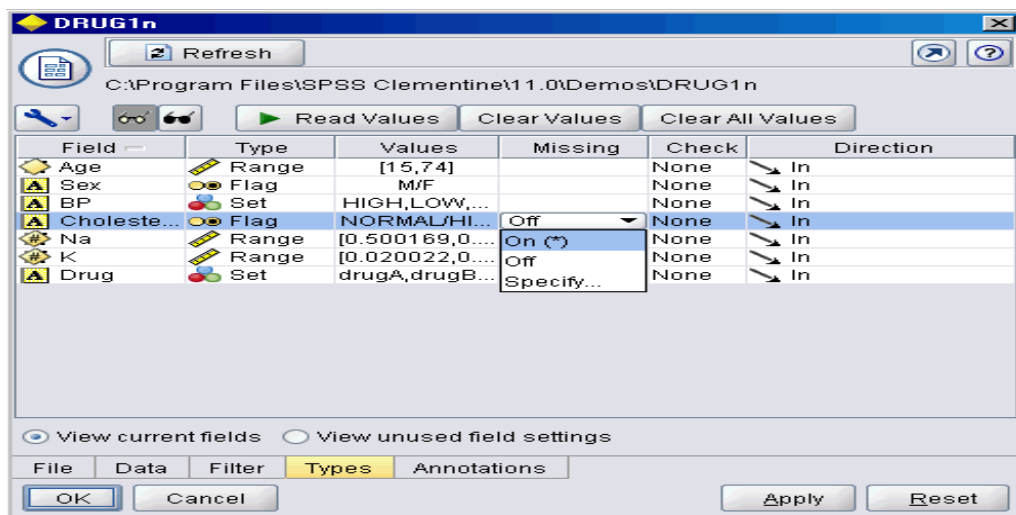 DRUG1n
Refresh
C:\Program Files\SPSS Clementine\11.0\Demos\DRUG1n
Read Values Clear Values Clear All Values
Field Type Values Missing Check Direction
Age Range [15,74] None In
A Sex Flag M/F None In
A BP Set HIGH,LOW,... None In
A Choleste... Flag NORMAL/HI... Off None In
# Na Range [0.500169,0.... On (*) None In
# K Range [0.020022,0.... Off None In
A Drug Set drugA,drugB... Specify... None In
View current fields View unused field settings
File Data Filter Types Annotations
OK Cancel Apply Reset